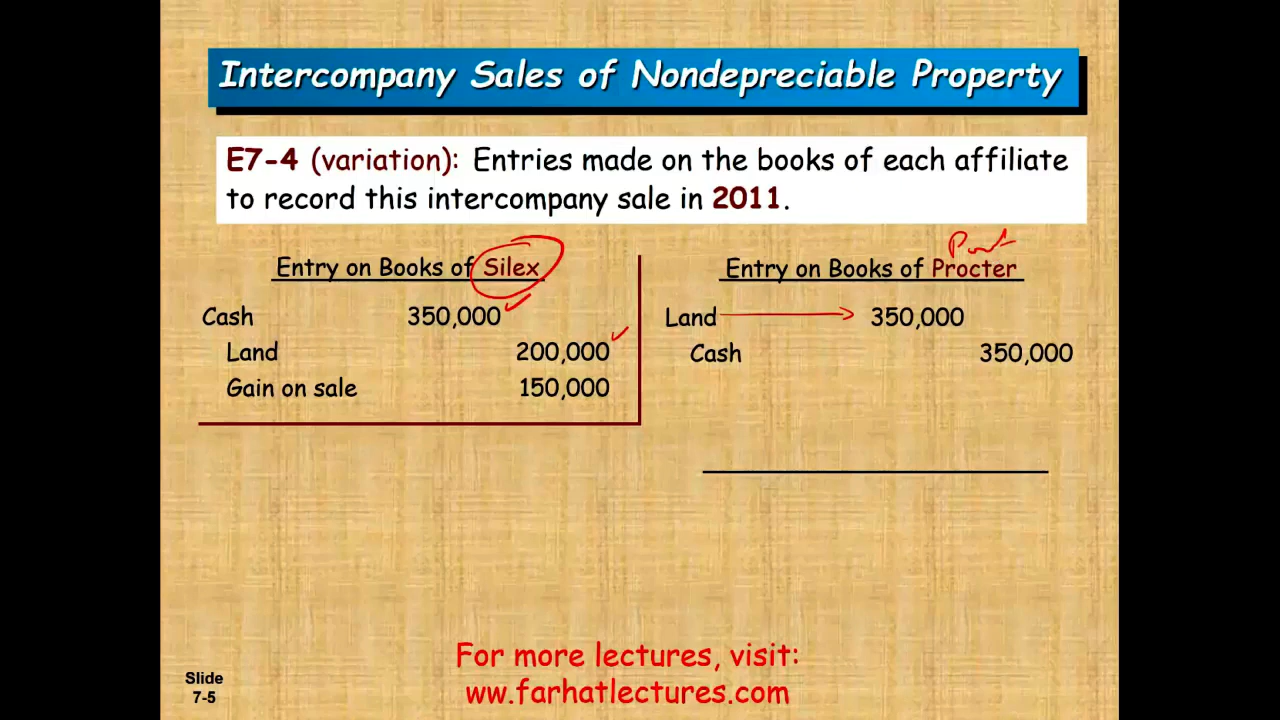 Intercompany Sales of Nondepreciable Property
E7-4 (variation): Entries made on the books of each affiliate
to record this intercompany sale in 2011.
Entry on Books of Silex
Cash 350,000
Land 200,000
Gain on sale 150,000
Entry on Books of Procter
Land 350,000
Cash 350,000
For more lectures, visit:
ww.farhatlectures.com
Slide
7-5